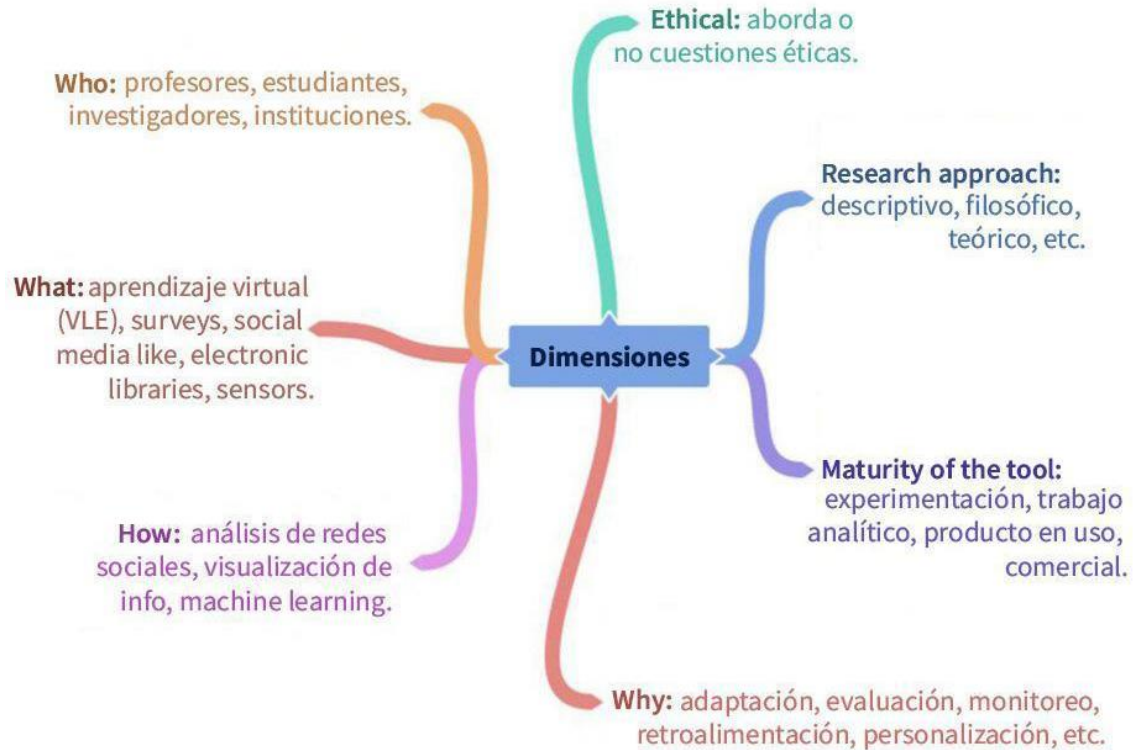 Ethical: aborda o
no cuestiones éticas.
Who: profesores, estudiantes,
investigadores, instituciones.
Research approach:
descriptivo, filosófico,
teórico, etc.
What: aprendizaje virtual
(VLE), surveys, social
media like, electronic
libraries, sensors.
Dimensiones
Maturity of the tool:
experimentación, trabajo
analítico, producto en uso,
comercial.
How: análisis de redes
sociales, visualización de
info, machine learning.
Why: adaptación, evaluación, monitoreo,
retroalimentación, personalización, etc.